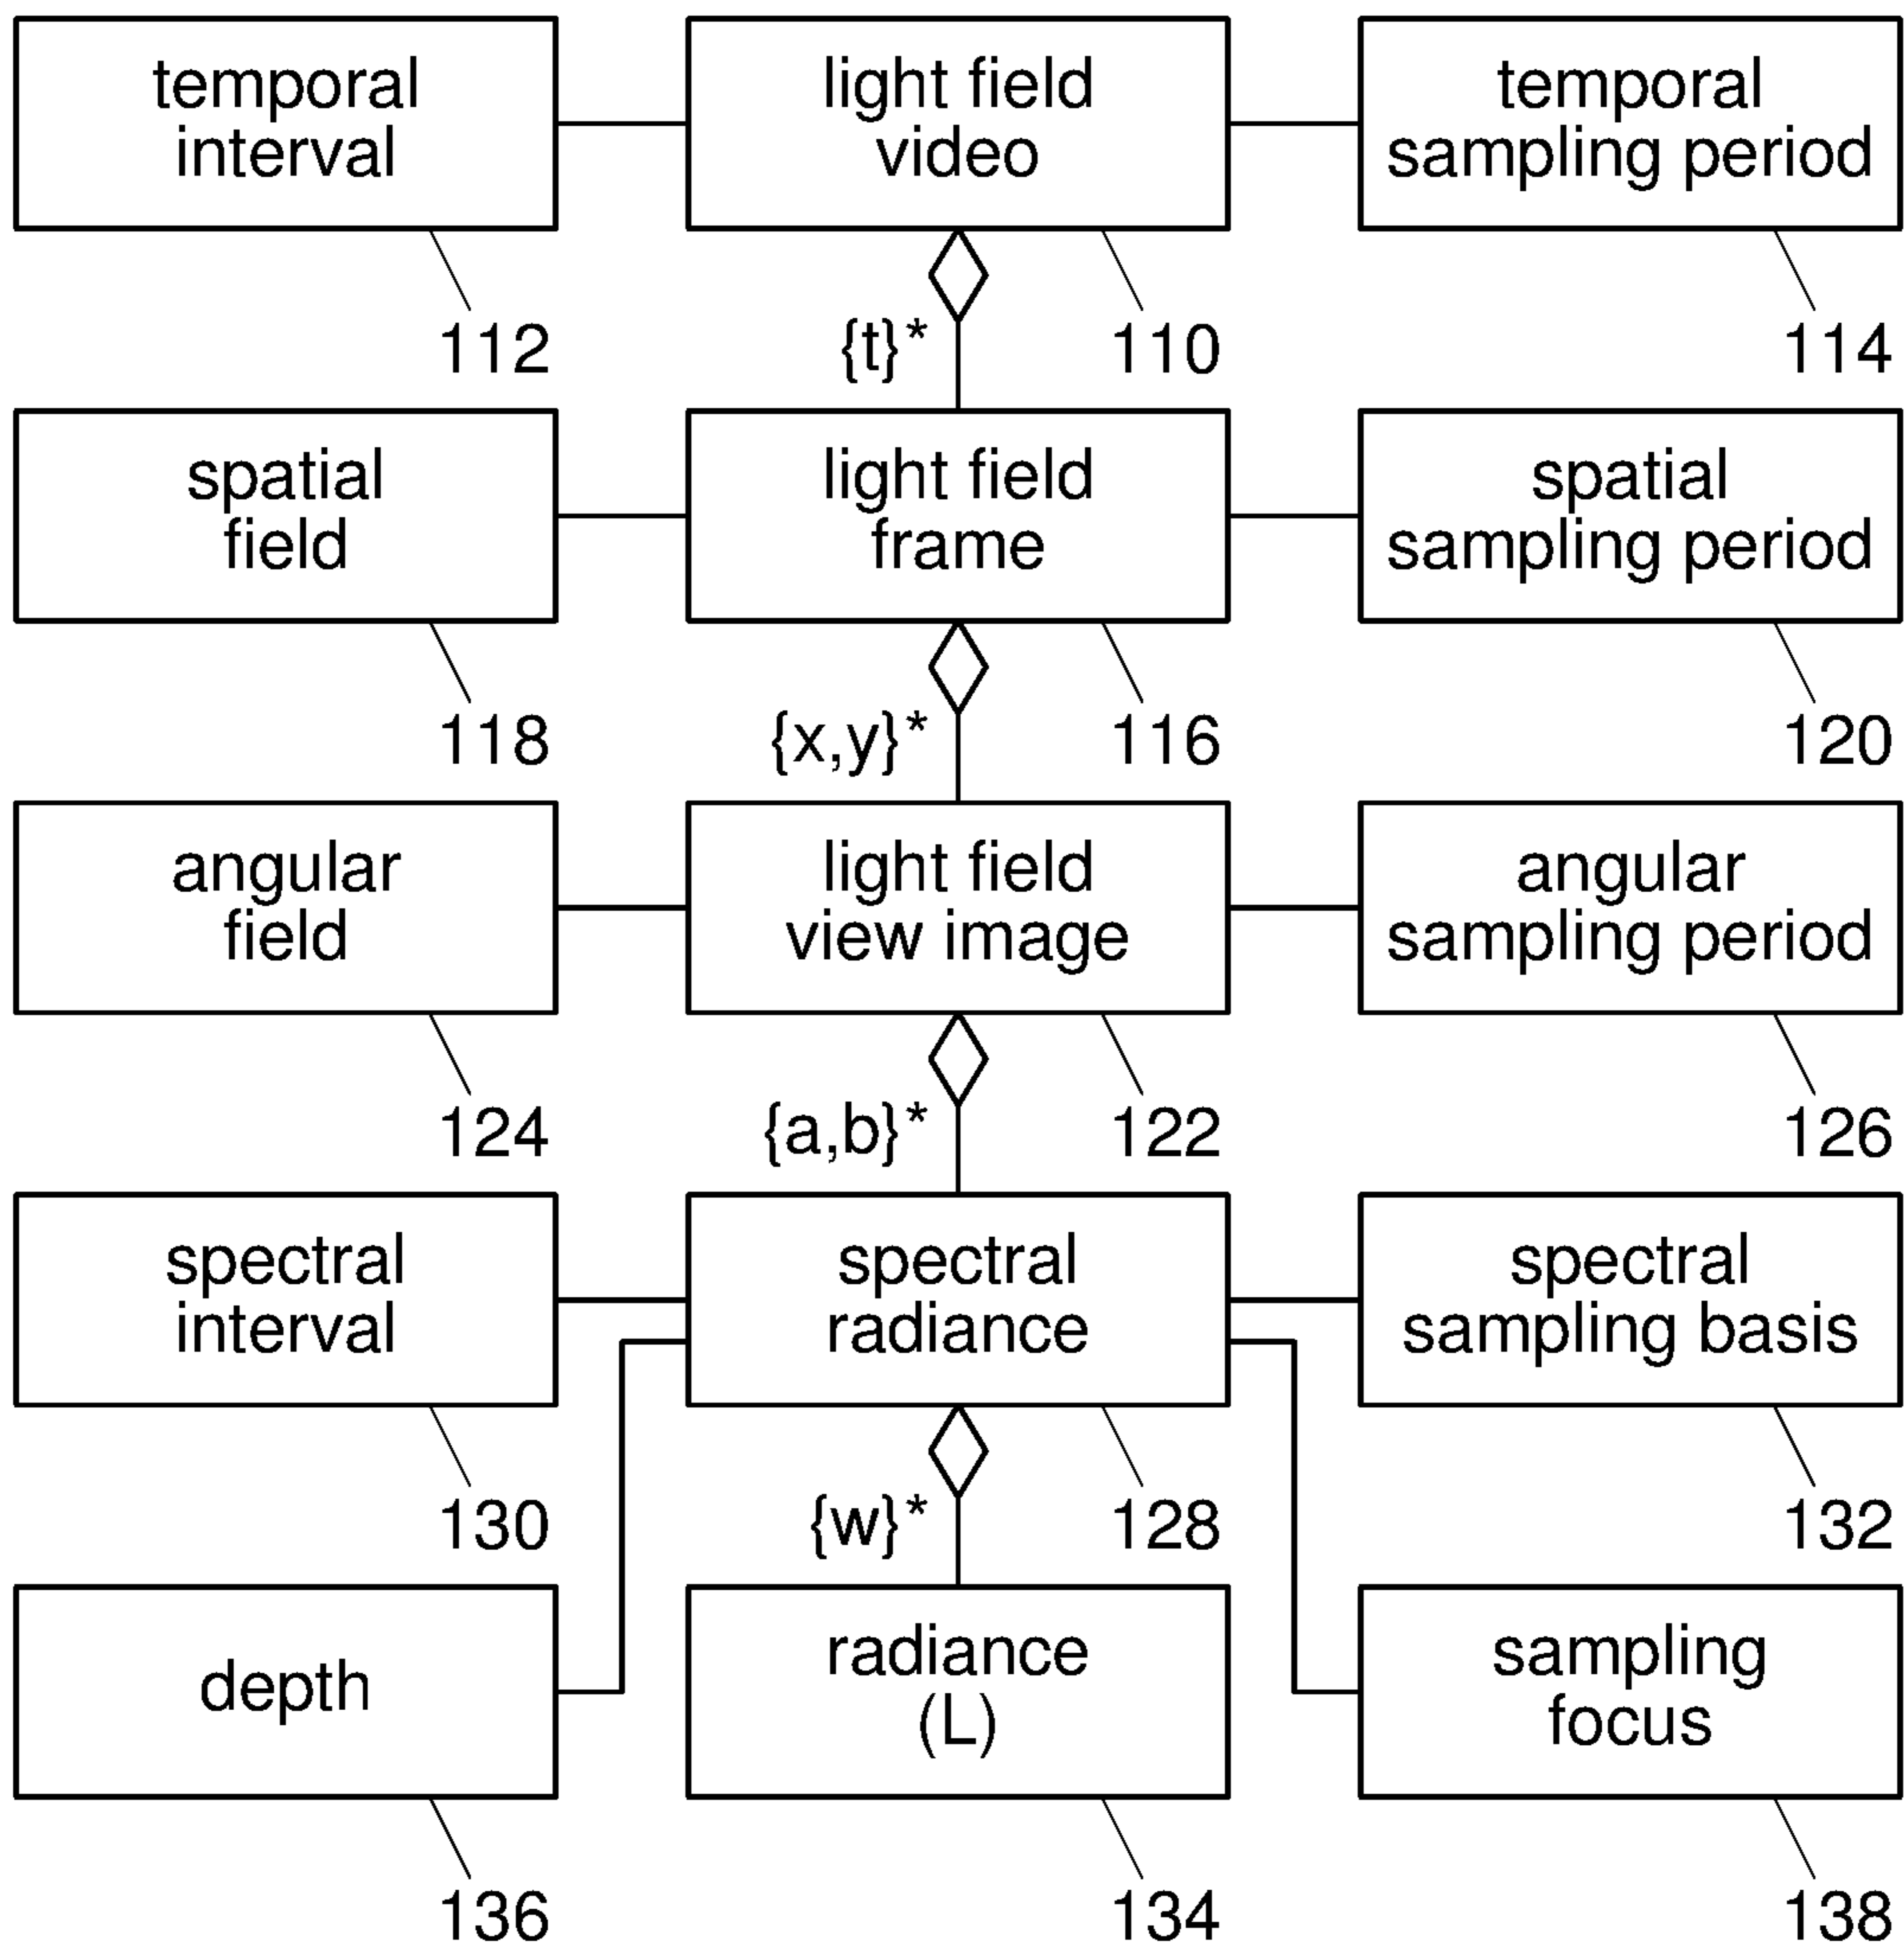 temporal
interval
light field
video
temporal
sampling period
112
{t}*
110
114
spatial
field
light field
frame
spatial
sampling period
118
{x,y}*
116
120
angular
field
light field
view image
angular
sampling period
124
{a,b}*
122
126
spectral
interval
spectral
radiance
spectral
sampling basis
130
{w}*
128
132
depth
radiance
(L)
sampling
focus
136
134
138